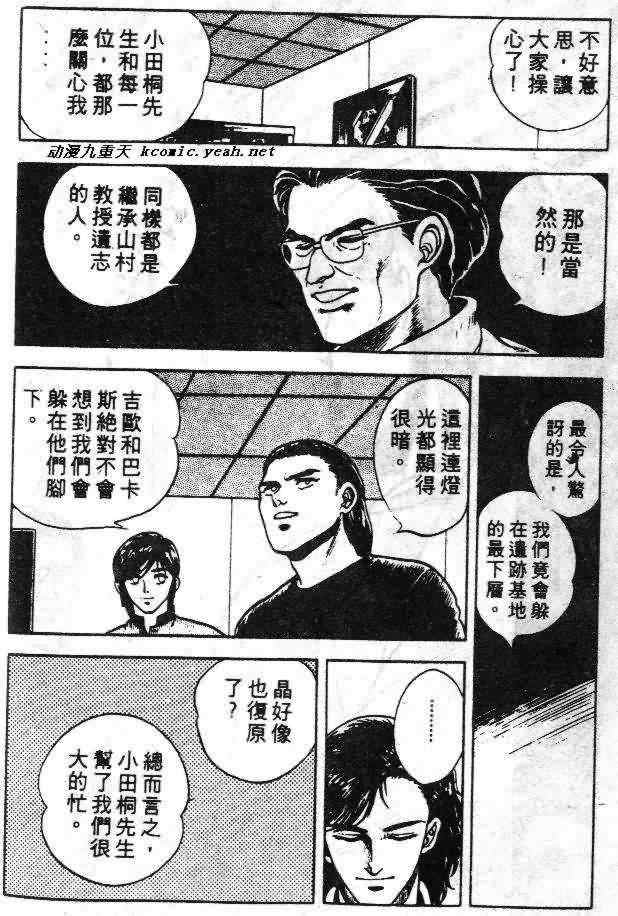 不好意
思，讓
大家操
心了！
小田桐先
生和每一
位，都那
麼關心我
……
动漫九重天 kcomic.yeah.net
那是當
然的！
同樣都是
繼承山村
教授遺志
的人。
最令人驚
訝的是，
我們竟會躲
在遺跡基地
的最下層。
這裡連燈
光都顯得
很暗。
吉歐和巴卡
斯絕對不會
想到我們會
躲在他們腳
下。
………
晶好像
也復原
了？
總而言之，
小田桐先生
幫了我們很
大的忙。